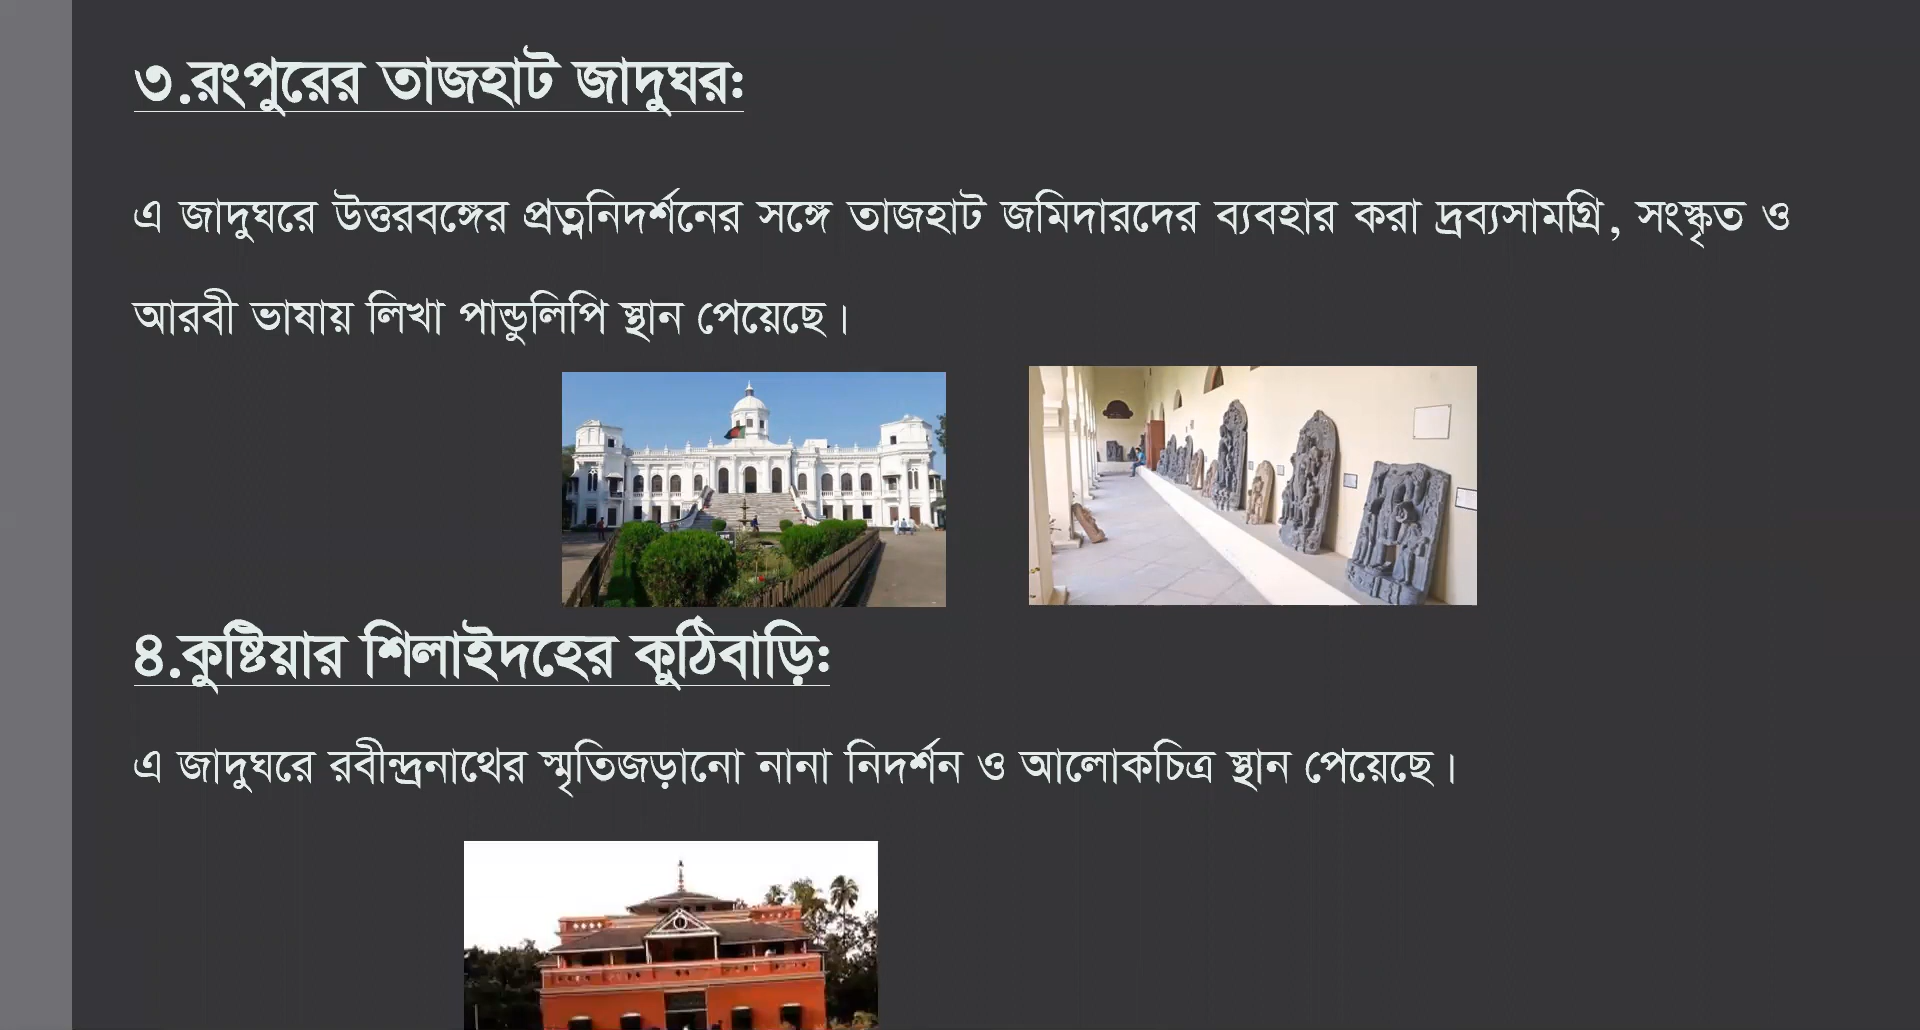 ৩.রংপুরের তাজহাট জাদুঘর:
এ জাদুঘরে উত্তরবঙ্গের প্রত্ননিদর্শনের সঙ্গে তাজহাট জমিদারদের ব্যবহার করা দ্রব্যসামগ্রি, সংস্কৃত ও
আরবী ভাষায় লিখা পান্ডুলিপি স্থান পেয়েছে।
৪.কুষ্টিয়ার শিলাইদহের কুঠিবাড়ি:
এ জাদুঘরে রবীন্দ্রনাথের স্মৃতিজড়ানো নানা নিদর্শন ও আলোকচিত্র স্থান পেয়েছে।